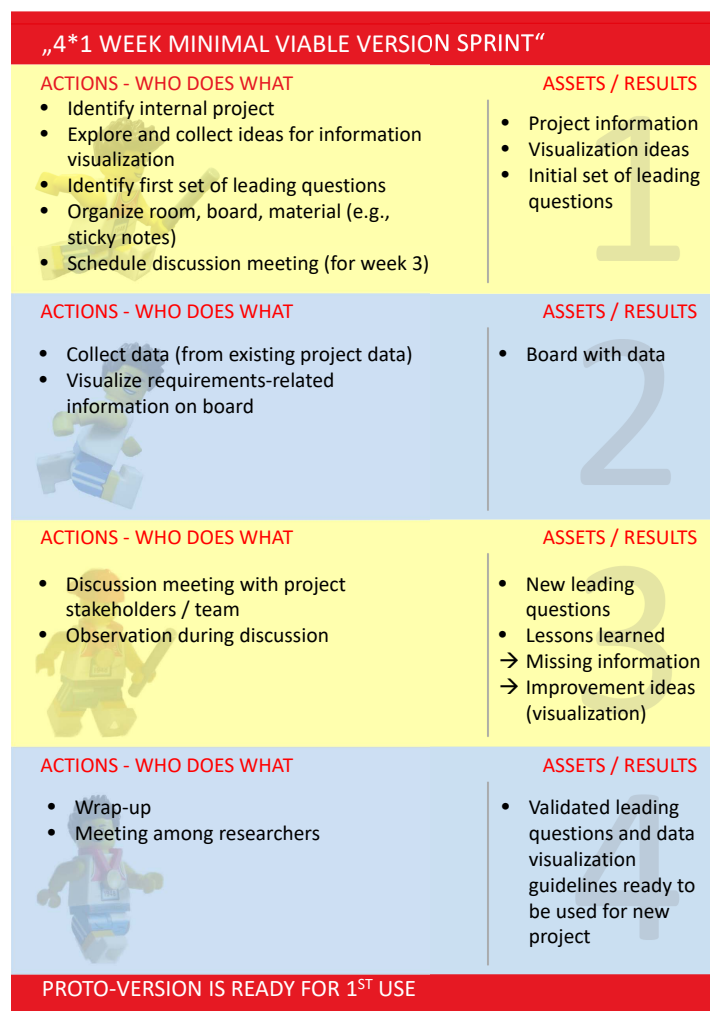 „4*1 WEEK MINIMAL VIABLE VERSION SPRINT“
ACTIONS - WHO DOES WHAT
• Identify internal project
• Explore and collect ideas for information
visualization
• Identify first set of leading questions
• Organize room, board, material (e.g.,
sticky notes)
• Schedule discussion meeting (for week 3)
ASSETS / RESULTS
• Project information
• Visualization ideas
• Initial set of leading
questions
1
ACTIONS - WHO DOES WHAT
• Collect data (from existing project data)
• Visualize requirements-related
information on board
ASSETS / RESULTS
• Board with data
2
ACTIONS - WHO DOES WHAT
• Discussion meeting with project
stakeholders / team
• Observation during discussion
ASSETS / RESULTS
• New leading
questions
• Lessons learned
→ Missing information
→ Improvement ideas
(visualization)
3
ACTIONS - WHO DOES WHAT
• Wrap-up
• Meeting among researchers
ASSETS / RESULTS
• Validated leading
questions and data
visualization
guidelines ready to
be used for new
project
4
PROTO-VERSION IS READY FOR 1ST USE